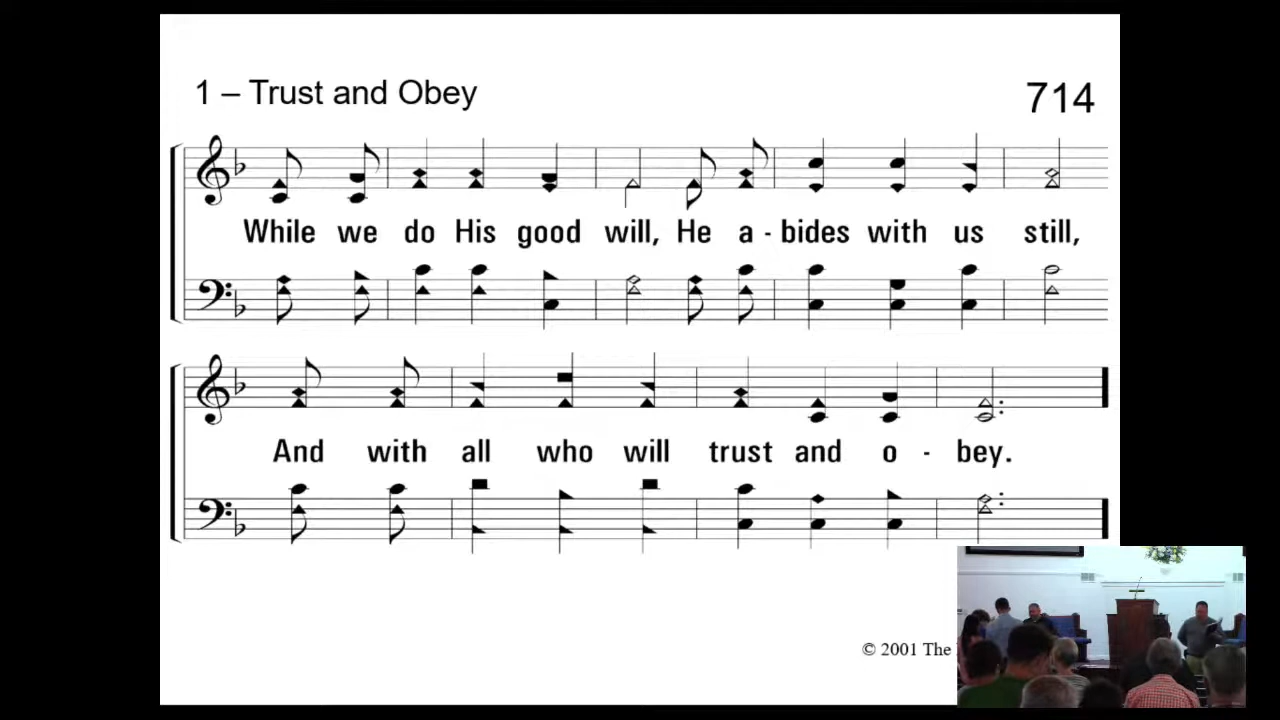 1 – Trust and Obey
714
While we do His good will, He a - bides with us still,
And with all who will trust and o - bey.
© 2001 The